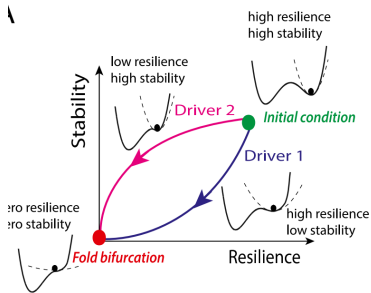 A
high resilience
high stability
low resilience
high stability
Stability
Driver 2
Initial condition
Driver 1
ero resilience
ero stability
high resilience
low stability
Fold bifurcation
Resilience